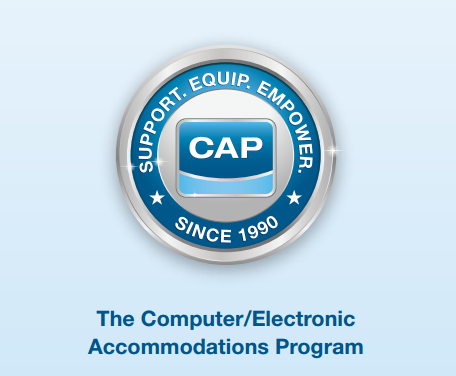 SUPPORT. EQUIP. EMPOWER.
CAP
SINCE 1990
The Computer/Electronic
Accommodations Program